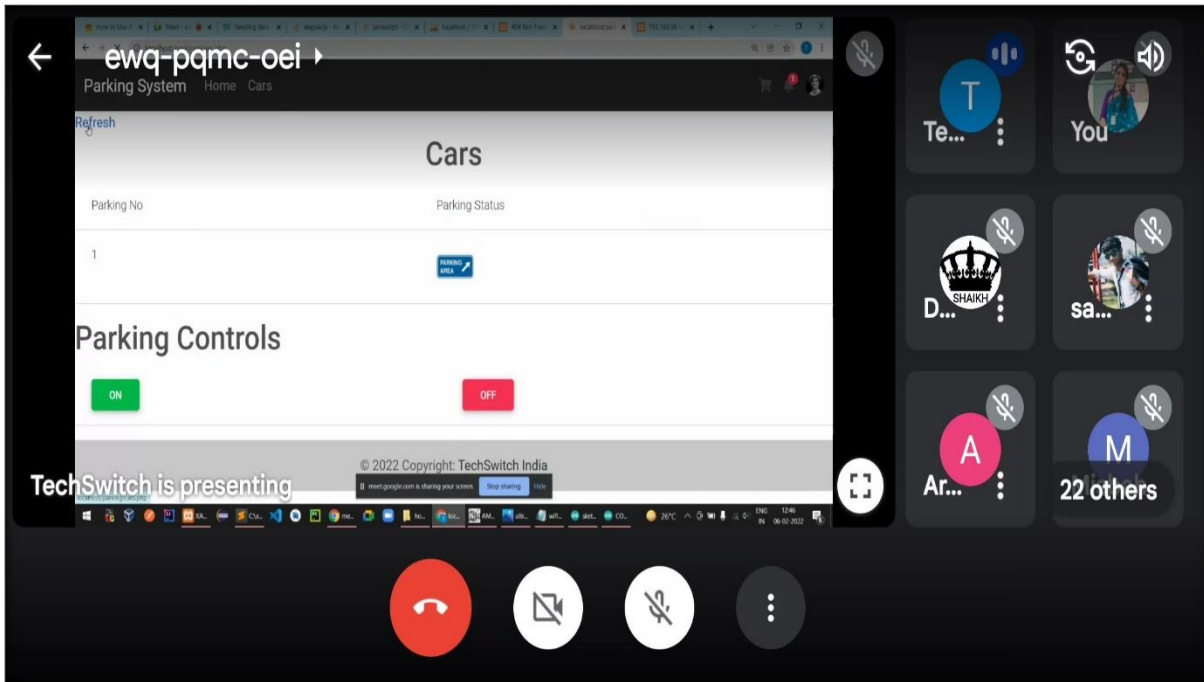 ewq-pqmc-oei
Parking System Home Cars
Refresh
Cars
Parking No Parking Status
1
PARKING
AREA
Parking Controls
ON OFF
© 2022 Copyright: TechSwitch India
meet.google.com is sharing your screen. Stop sharing Hide
TechSwitch is presenting
26°C ENG 12:46
IN 06-02-2022
T
Te...
You
SHAIKH
D...
sa...
A
Ar...
M
22 others